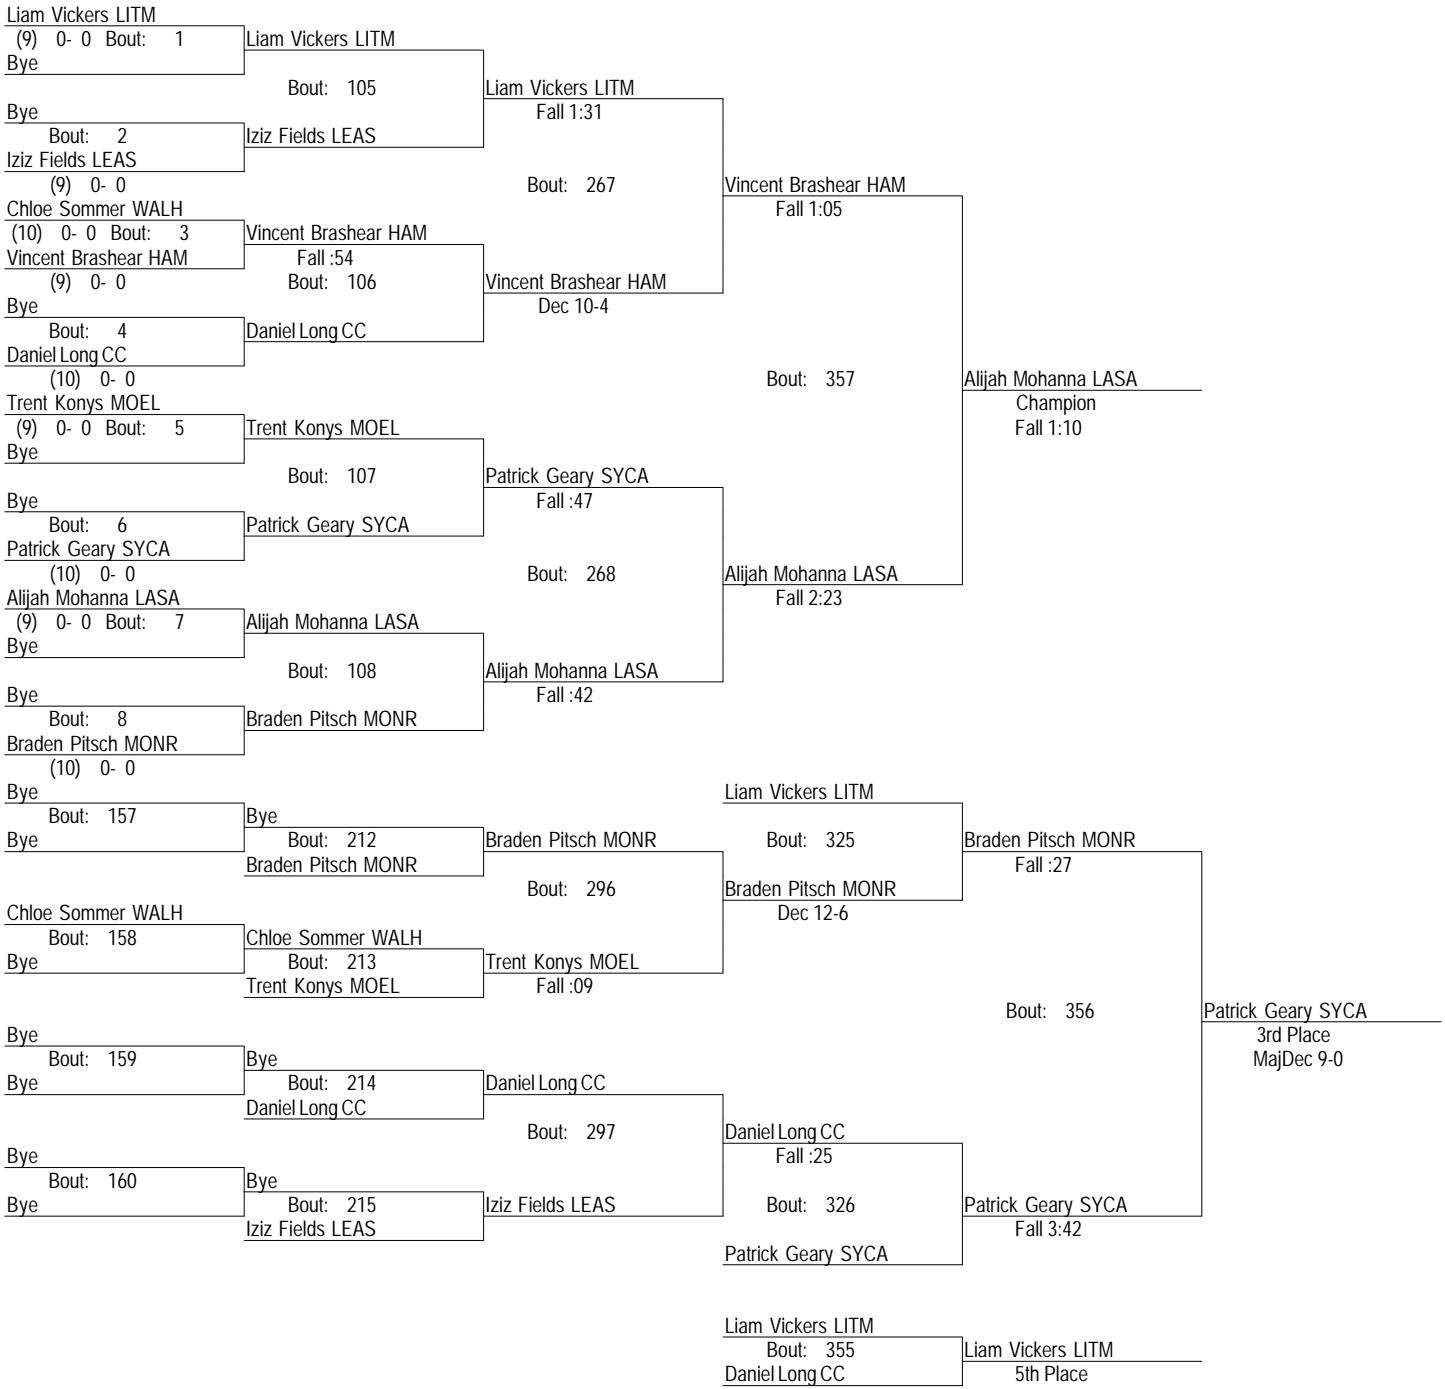 Liam Vickers LITM
(9) 0- 0 Bout: 1
Liam Vickers LITM
Bye
Bout: 105
Liam Vickers LITM
Bye
Fall 1:31
Bout: 2
Iziz Fields LEAS
Iziz Fields LEAS
(9) 0- 0
Bout: 267
Vincent Brashear HAM
Chloe Sommer WALH
Fall 1:05
(10) 0- 0 Bout: 3
Vincent Brashear HAM
Vincent Brashear HAM
Fall :54
(9) 0- 0
Bout: 106
Vincent Brashear HAM
Bye
Dec 10-4
Bout: 4
Daniel Long CC
Daniel Long CC
(10) 0- 0
Bout: 357
Alijah Mohanna LASA
Trent Konys MOEL
Champion
(9) 0- 0 Bout: 5
Trent Konys MOEL
Fall 1:10
Bye
Bout: 107
Patrick Geary SYCA
Bye
Fall :47
Bout: 6
Patrick Geary SYCA
Patrick Geary SYCA
(10) 0- 0
Bout: 268
Alijah Mohanna LASA
Alijah Mohanna LASA
Fall 2:23
(9) 0- 0 Bout: 7
Alijah Mohanna LASA
Bye
Bout: 108
Alijah Mohanna LASA
Bye
Fall :42
Bout: 8
Braden Pitsch MONR
Braden Pitsch MONR
(10) 0- 0
Bye
Liam Vickers LITM
Bout: 157
Bye
Bye
Bout: 212
Braden Pitsch MONR
Bout: 325
Braden Pitsch MONR
Braden Pitsch MONR
Fall :27
Bout: 296
Braden Pitsch MONR
Chloe Sommer WALH
Dec 12-6
Bout: 158
Chloe Sommer WALH
Bye
Bout: 213
Trent Konys MOEL
Trent Konys MOEL
Fall :09
Bout: 356
Patrick Geary SYCA
Bye
3rd Place
Bout: 159
Bye
MajDec 9-0
Bye
Bout: 214
Daniel Long CC
Daniel Long CC
Bout: 297
Daniel Long CC
Bye
Fall :25
Bout: 160
Bye
Bye
Bout: 215
Iziz Fields LEAS
Bout: 326
Patrick Geary SYCA
Iziz Fields LEAS
Fall 3:42
Patrick Geary SYCA
Liam Vickers LITM
Bout: 355
Liam Vickers LITM
Daniel Long CC
5th Place